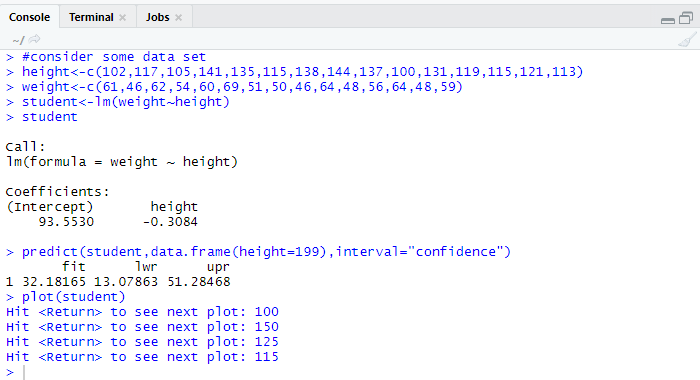 Console Terminal × Jobs ×
~/
> #consider some data set
> height<-c(102,117,105,141,135,115,138,144,137,100,131,119,115,121,113)
> weight<-c(61,46,62,54,60,69,51,50,46,64,48,56,64,48,59)
> student<-lm(weight~height)
> student
Call:
lm(formula = weight ~ height)
Coefficients:
(Intercept) height
93.5530 -0.3084
> predict(student,data.frame(height=199),interval="confidence")
fit lwr upr
1 32.18165 13.07863 51.28468
> plot(student)
Hit <Return> to see next plot: 100
Hit <Return> to see next plot: 150
Hit <Return> to see next plot: 125
Hit <Return> to see next plot: 115
>